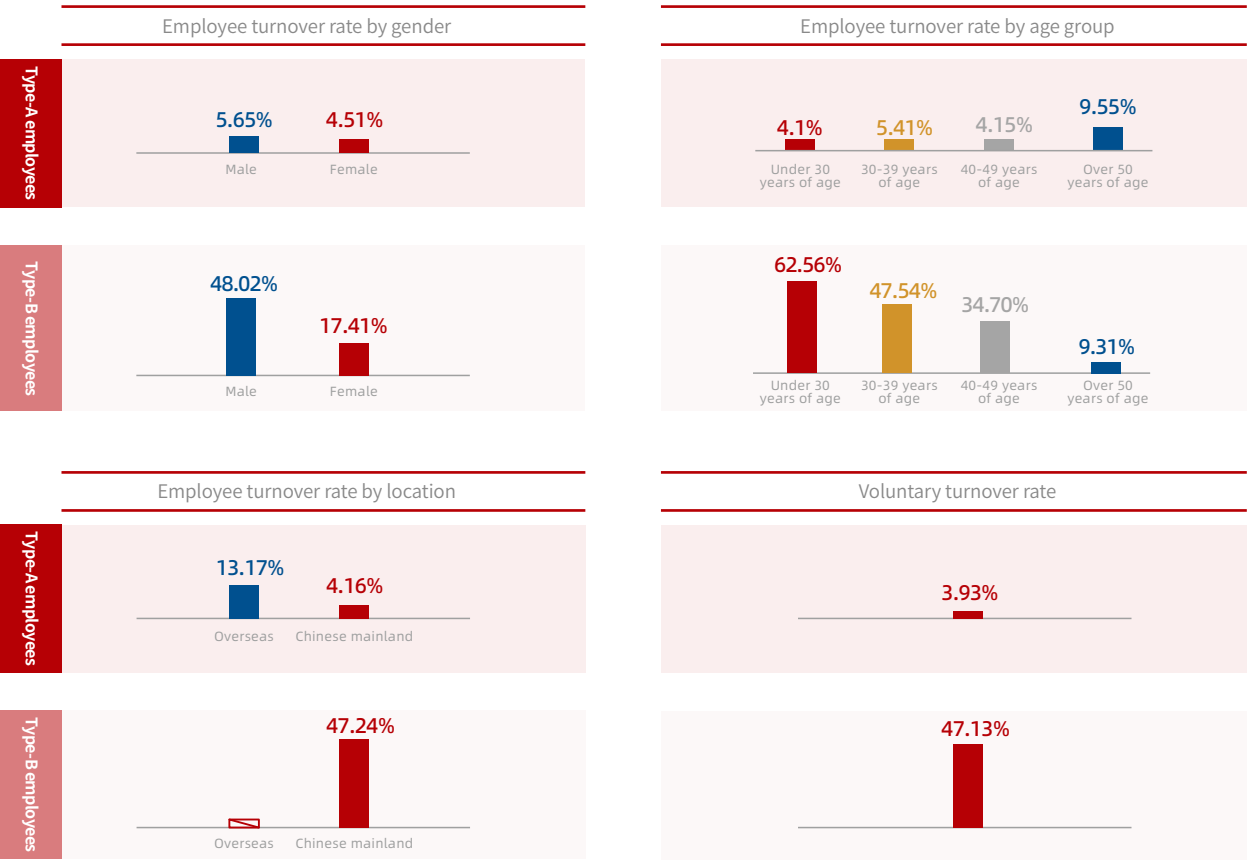 Employee turnover rate by gender
Type-A employees
5.65%
4.51%
Male
Female
Type-B employees
48.02%
17.41%
Male
Female
Employee turnover rate by age group
4.1%
5.41%
4.15%
9.55%
Under 30
years of age
30-39 years
of age
40-49 years
of age
Over 50
years of age
62.56%
47.54%
34.70%
9.31%
Under 30
years of age
30-39 years
of age
40-49 years
of age
Over 50
years of age
Employee turnover rate by location
Type-A employees
13.17%
4.16%
Overseas
Chinese mainland
Type-B employees
47.24%
Overseas
Chinese mainland
Voluntary turnover rate
3.93%
47.13%